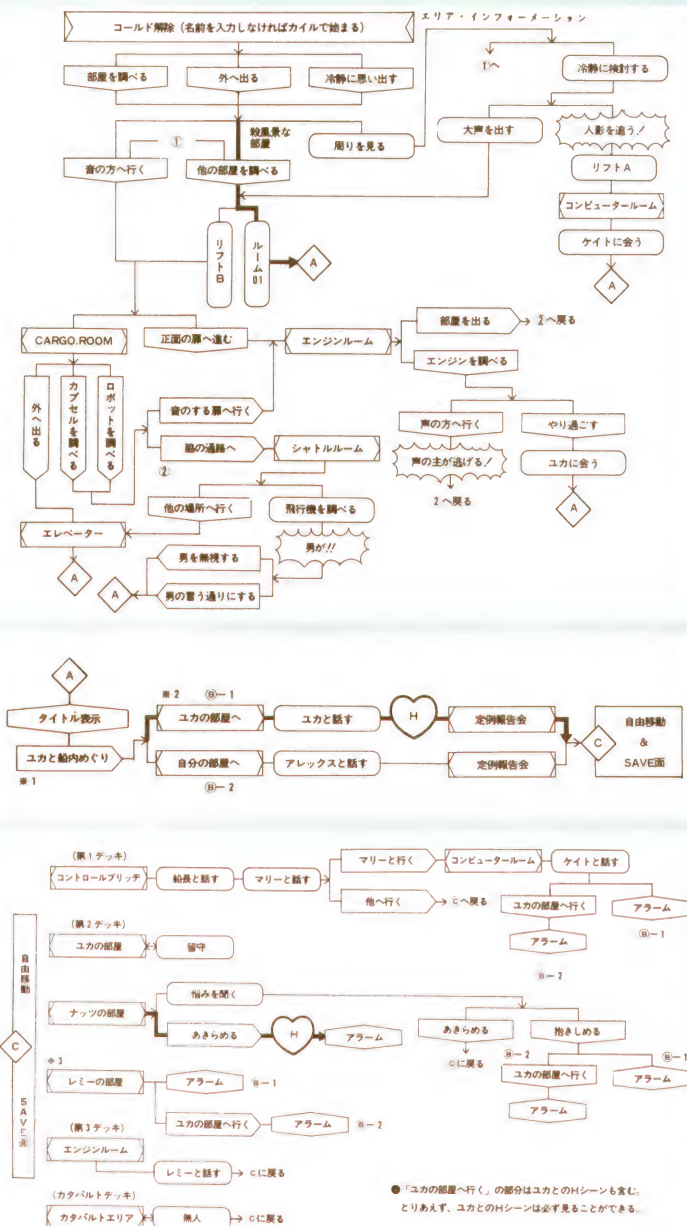 コールド解除（名前を入力しなければカイルで始まる）
エリア・インフォーメーション
部屋を調べる
外へ出る
冷静に思い出す
①へ
冷静に検討する
殺風景な
部屋
周りを見る
大声を出す
人影を追う！
①
音の方へ行く
他の部屋を調べる
リフトA
コンピュータールーム
ケイトに会う
A
リフトB
ルーム01
A
CARGO.ROOM
正面の扉へ進む
エンジンルーム
部屋を出る
②へ戻る
エンジンを調べる
外へ出る
カプセルを調べる
ロボットを調べる
音のする扉へ行く
脇の通路へ
②
シャトルルーム
声の方へ行く
やり過ごす
声の主が逃げる！
ユカに会う
2へ戻る
A
他の場所へ行く
飛行機を調べる
エレベーター
男が!!
A
男を無視する
男の言う通りにする
A
A
タイトル表示
ユカと船内めぐり
※1
※2 Ⓑ－1
ユカの部屋へ
ユカと話す
H
定例報告会
自分の部屋へ
アレックスと話す
定例報告会
Ⓑ－2
C
自由移動
&
SAVE面
(第1デッキ)
コントロールブリッヂ
船長と話す
マリーと話す
マリーと行く
コンピュータールーム
ケイトと話す
他へ行く
Cへ戻る
ユカの部屋へ行く
アラーム
Ⓑ－1
アラーム
Ⓑ－2
(第2デッキ)
ユカの部屋
留守
自由移動
C
SAVE面
ナッツの部屋
悩みを聞く
あきらめる
H
アラーム
あきらめる
抱きしめる
Cに戻る
Ⓑ－2
ユカの部屋へ行く
Ⓑ－1
アラーム
アラーム
※3
レミーの部屋
アラーム
Ⓑ－1
ユカの部屋へ行く
アラーム
Ⓑ－2
(第3デッキ)
エンジンルーム
レミーと話す
Cに戻る
(カタパルトデッキ)
カタパルトエリア
無人
Cに戻る
●「ユカの部屋へ行く」の部分はユカとのHシーンも含む。
とりあえず、ユカとのHシーンは必ず見ることができる。